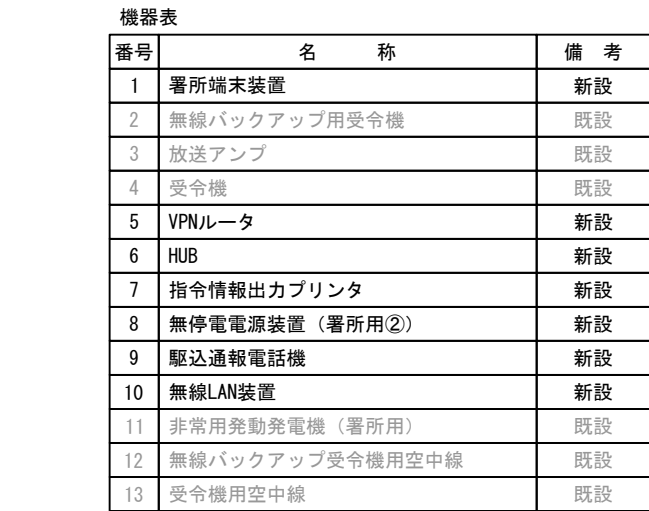 機器表
番号 名 称 備 考
1 署所端末装置 新設
2 無線バックアップ用受令機 既設
3 放送アンプ 既設
4 受令機 既設
5 VPNルータ 新設
6 HUB 新設
7 指令情報出力プリンタ 新設
8 無停電電源装置（署所用②） 新設
9 駆込通報電話機 新設
10 無線LAN装置 新設
11 非常用発動発電機（署所用） 既設
12 無線バックアップ受令機用空中線 既設
13 受令機用空中線 既設